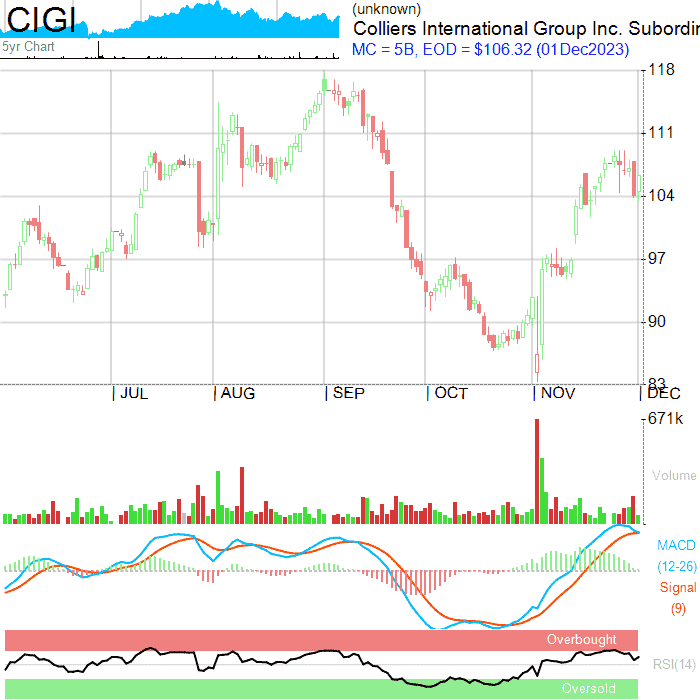 CIGI
5yr Chart
(unknown)
Colliers International Group Inc. Subordin
MC = 5B, EOD = $106.32 (01Dec2023)
118
111
104
97
90
83
JUL AUG SEP OCT NOV DEC
671k
Volume
MACD
(12-26)
Signal
(9)
Overbought
RSI(14)
Oversold